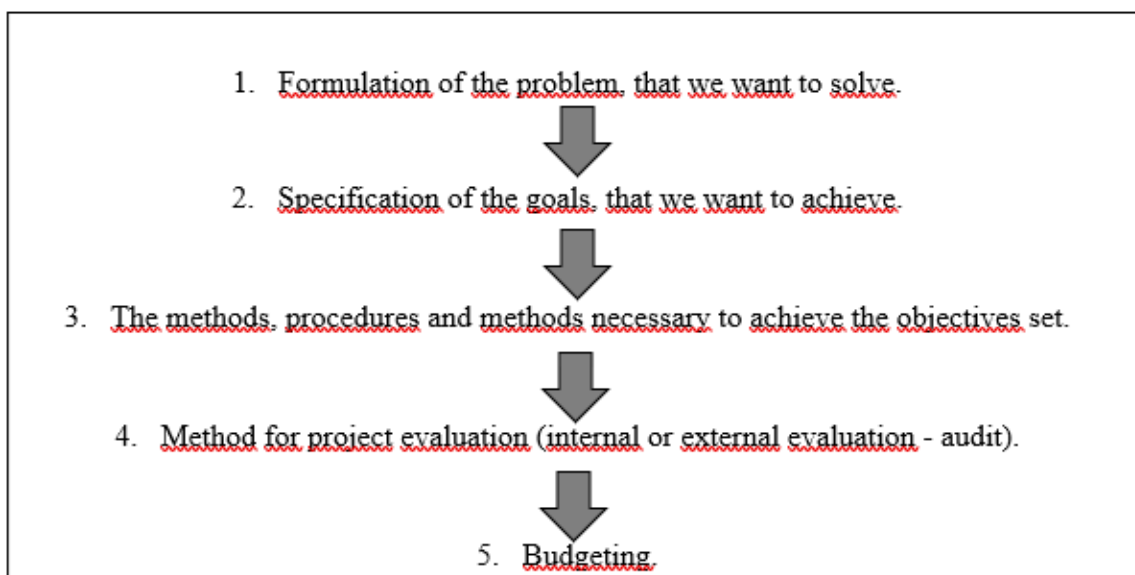 1. Formulation of the problem, that we want to solve.
2. Specification of the goals, that we want to achieve.
3. The methods, procedures and methods necessary to achieve the objectives set.
4. Method for project evaluation (internal or external evaluation - audit).
5. Budgeting.